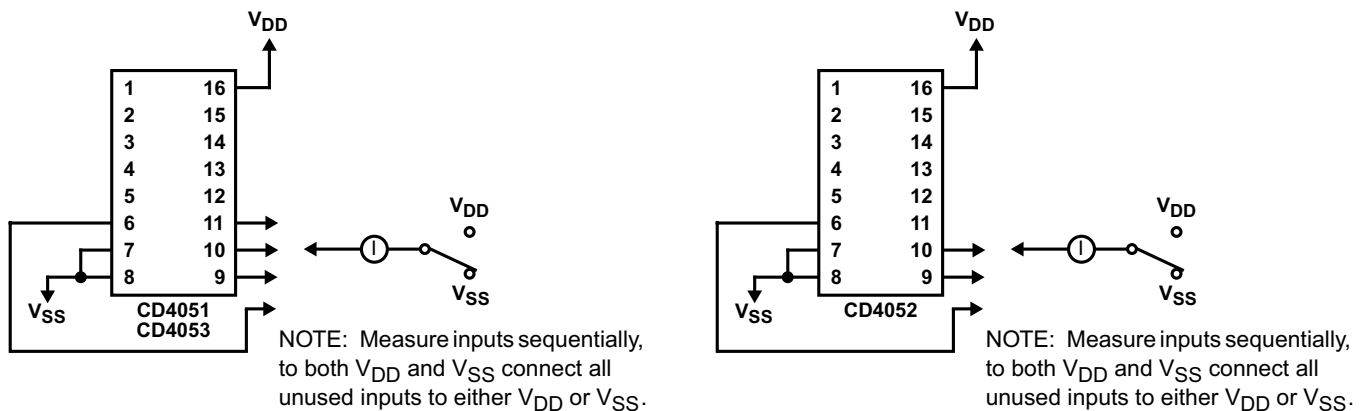 VDD
1 16
2 15
3 14
4 13
5 12
6 11
7 10
8 9
VSS
CD4051
CD4053
VDD
I
VSS
NOTE: Measure inputs sequentially,
to both VDD and VSS connect all
unused inputs to either VDD or VSS.
VDD
1 16
2 15
3 14
4 13
5 12
6 11
7 10
8 9
VSS
CD4052
VDD
I
VSS
NOTE: Measure inputs sequentially,
to both VDD and VSS connect all
unused inputs to either VDD or VSS.